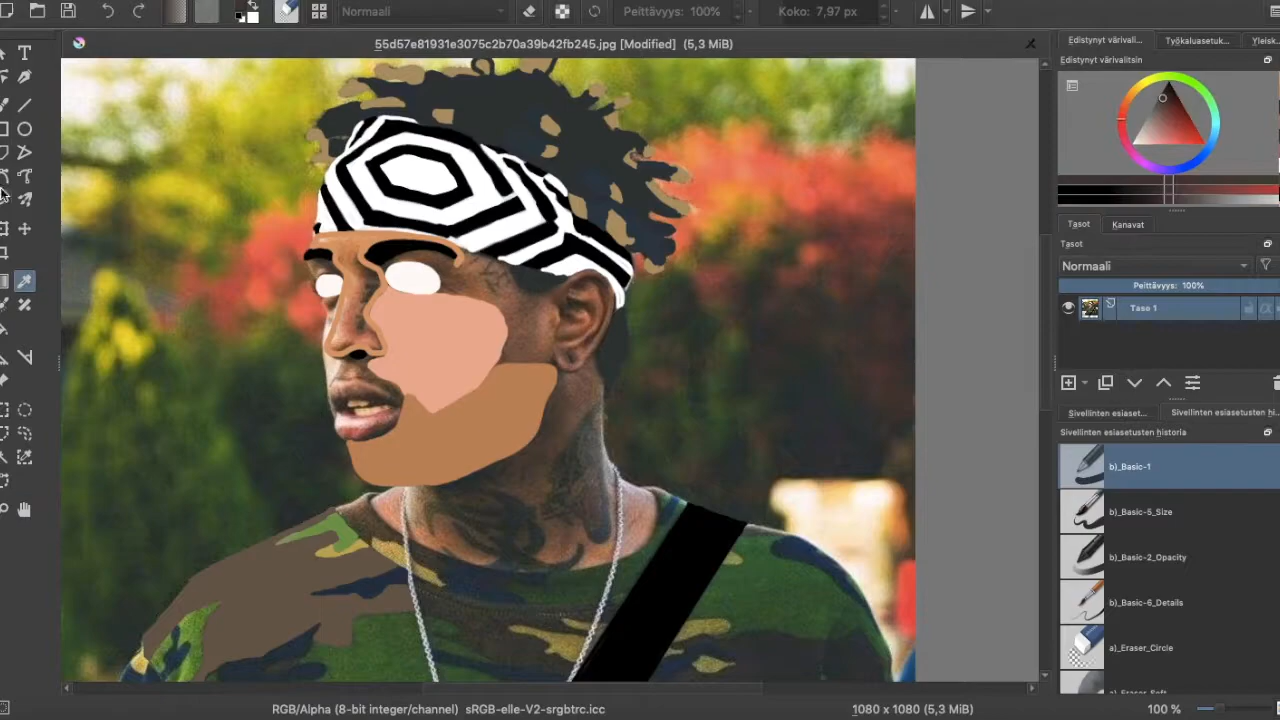 Normaali
Peittävyys: 100%
Koko: 7,97 px
55d57e81931e3075c2b70a39b42fb245.jpg [Modified] (5,3 MiB)
Edistynyt värivali...
Työkaluasetuk...
Yleisk...
Edistynyt värivalitsin
Tasot
Kanavat
Tasot
Normaali
Peittävyys: 100%
Taso 1
Sivellinten esiaset...
Sivellinten esiasetusten hi...
Sivellinten esiasetusten historia
b)_Basic-1
b)_Basic-5_Size
b)_Basic-2_Opacity
b)_Basic-6_Details
a)_Eraser_Circle
a)_Eraser_Soft
RGB/Alpha (8-bit integer/channel) sRGB-elle-V2-srgbtrc.icc
1080 x 1080 (5,3 MiB)
100 %